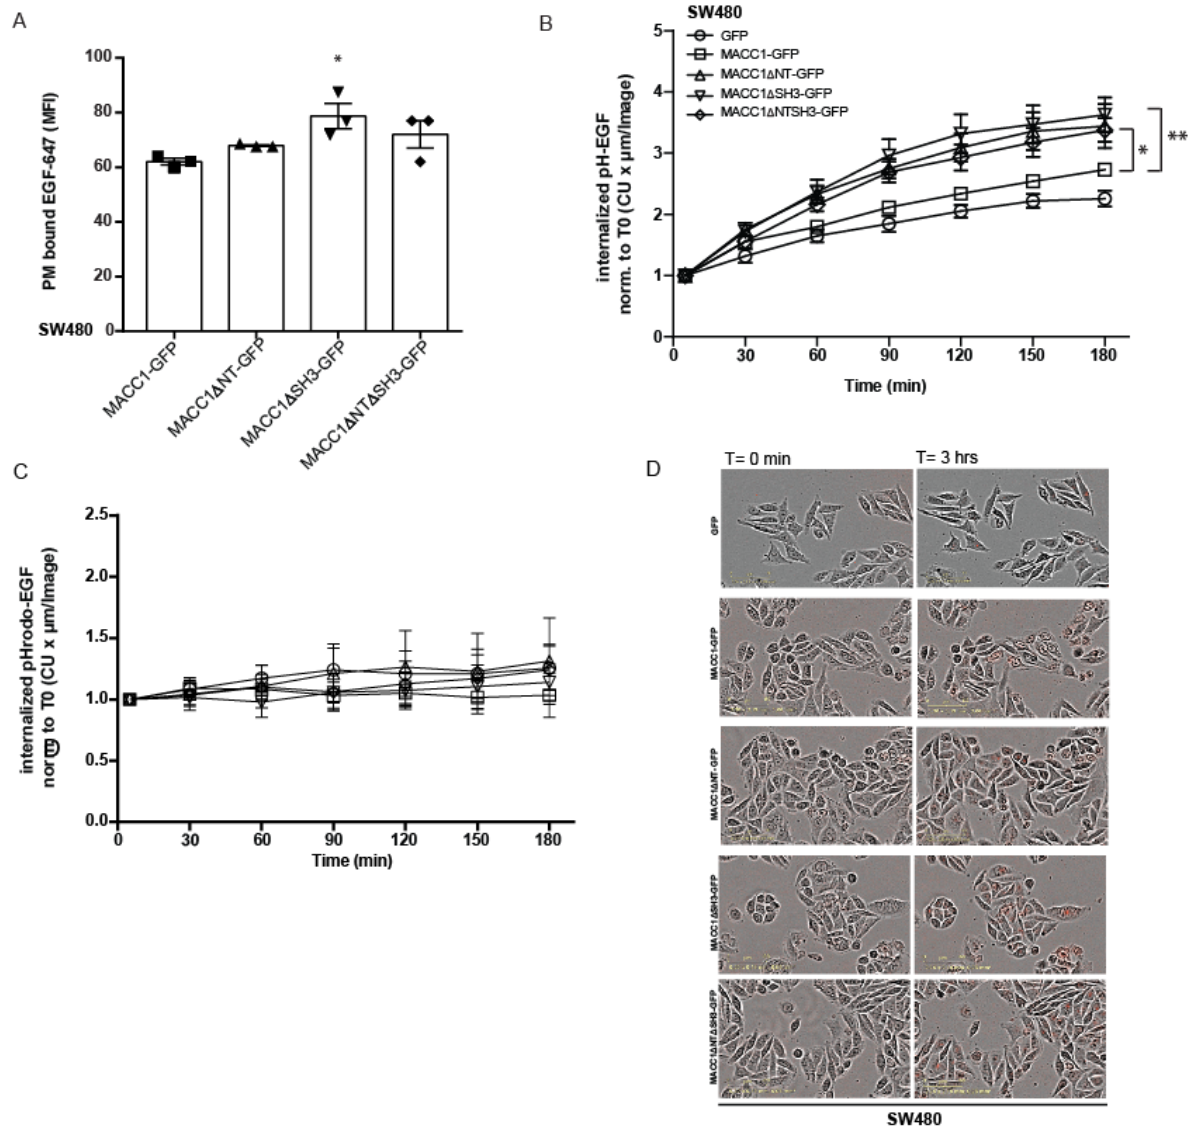 A
PM bound EGF-647 (MFI)
100
80
60
40
20
0
*
SW480
MACC1-GFP
MACC1ΔNT-GFP
MACC1ΔSH3-GFP
MACC1ΔNTΔSH3-GFP
B
SW480
GFP
MACC1-GFP
MACC1ΔNT-GFP
MACC1ΔSH3-GFP
MACC1ΔNTSH3-GFP
internalized pH-EGF
norm. to T0 (CU x µm/Image)
5
4
3
2
1
0
*
**
0 30 60 90 120 150 180
Time (min)
C
internalized pHrodo-EGF
norm to T0 (CU x µm/Image)
2.5
2.0
1.5
1.0
0.5
0.0
0 30 60 90 120 150 180
Time (min)
D
T= 0 min
T= 3 hrs
GFP
MACC1-GFP
MACC1ΔNT-GFP
MACC1ΔSH3-GFP
MACC1ΔNTΔSH3-GFP
SW480